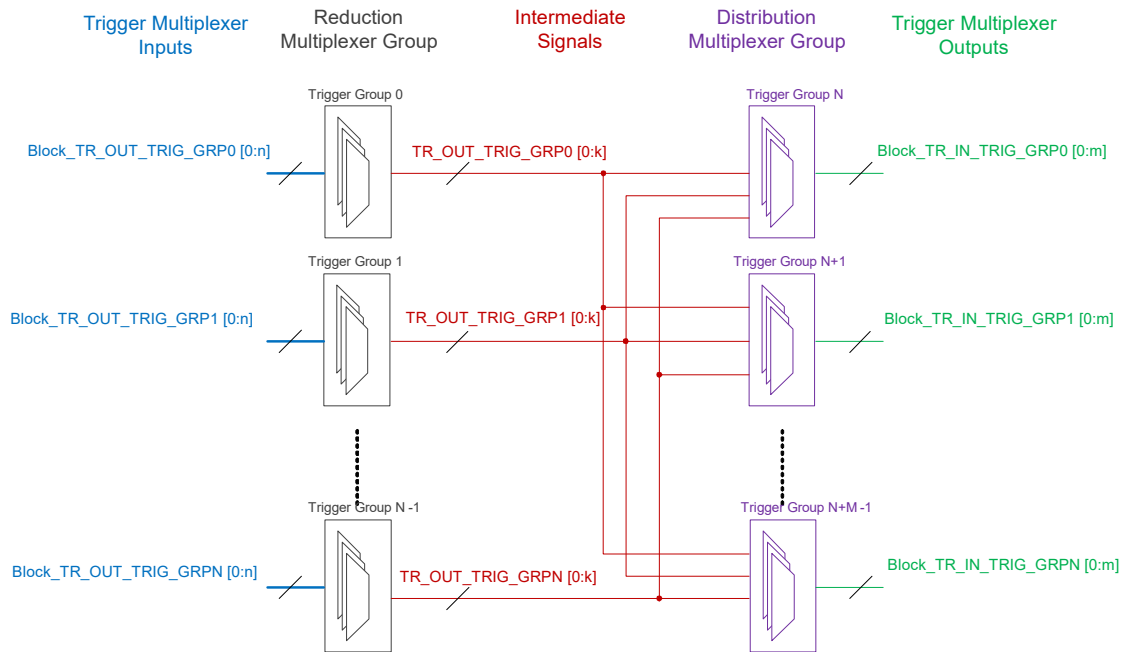 Trigger Multiplexer
Inputs
Reduction
Multiplexer Group
Intermediate
Signals
Distribution
Multiplexer Group
Trigger Multiplexer
Outputs
Trigger Group 0
Trigger Group N
Block_TR_OUT_TRIG_GRP0 [0:n]
TR_OUT_TRIG_GRP0 [0:k]
Block_TR_IN_TRIG_GRP0 [0:m]
Trigger Group 1
Trigger Group N+1
Block_TR_OUT_TRIG_GRP1 [0:n]
TR_OUT_TRIG_GRP1 [0:k]
Block_TR_IN_TRIG_GRP1 [0:m]
Trigger Group N -1
Trigger Group N+M -1
Block_TR_OUT_TRIG_GRPN [0:n]
TR_OUT_TRIG_GRPN [0:k]
Block_TR_IN_TRIG_GRPN [0:m]